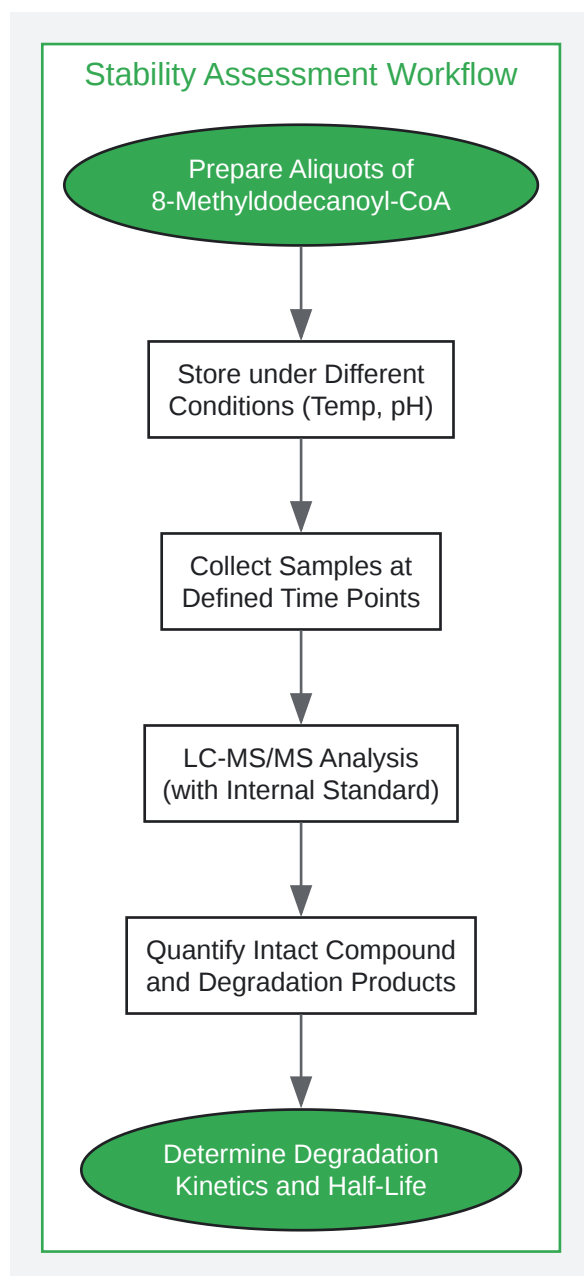 Stability Assessment Workflow
Prepare Aliquots of
8-Methyldodecanoyl-CoA
Store under Different
Conditions (Temp, pH)
Collect Samples at
Defined Time Points
LC-MS/MS Analysis
(with Internal Standard)
Quantify Intact Compound
and Degradation Products
Determine Degradation
Kinetics and Half-Life